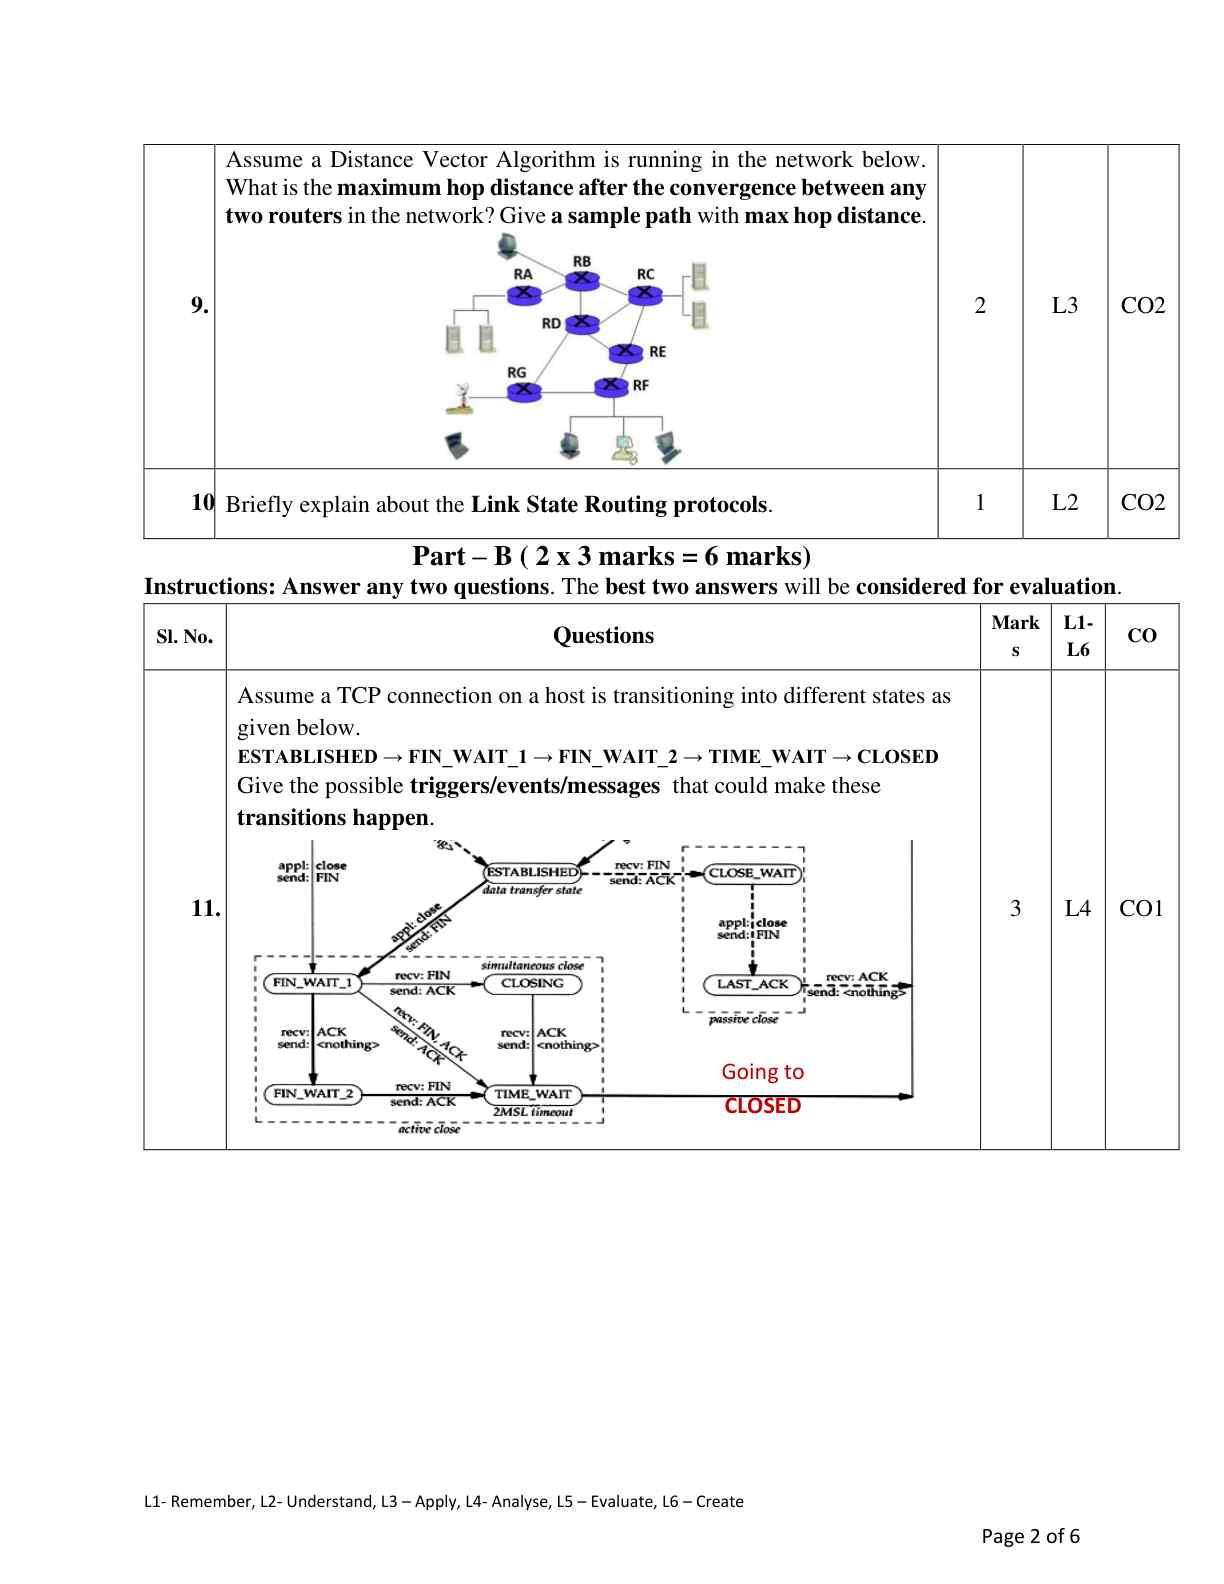 Assume a Distance Vector Algorithm is running in the network below.
What is the maximum hop distance after the convergence between any
two routers in the network? Give a sample path with max hop distance.
RB
RA
RC
9.
2
L3
CO2
RD
RE
RG
RF
10
Briefly explain about the Link State Routing protocols.
1
L2
CO2
Part – B ( 2 x 3 marks = 6 marks)
Instructions: Answer any two questions. The best two answers will be considered for evaluation.
Sl. No.
Questions
Mark
s
L1-
L6
CO
Assume a TCP connection on a host is transitioning into different states as
given below.
ESTABLISHED → FIN_WAIT_1 → FIN_WAIT_2 → TIME_WAIT → CLOSED
Give the possible triggers/events/messages that could make these
transitions happen.
11.
3
L4
CO1
appl: close
send: FIN
ESTABLISHED
data transfer state
recv: FIN
send: ACK
CLOSE_WAIT
appl: close
send: FIN
appl: close
send: FIN
simultaneous close
FIN_WAIT_1
recv: FIN
send: ACK
CLOSING
LAST_ACK
recv: ACK
send: <nothing>
passive close
recv: ACK
send: <nothing>
recv: FIN, ACK
send: ACK
recv: ACK
send: <nothing>
Going to
CLOSED
FIN_WAIT_2
recv: FIN
send: ACK
TIME_WAIT
2MSL timeout
active close
L1- Remember, L2- Understand, L3 – Apply, L4- Analyse, L5 – Evaluate, L6 – Create
Page 2 of 6